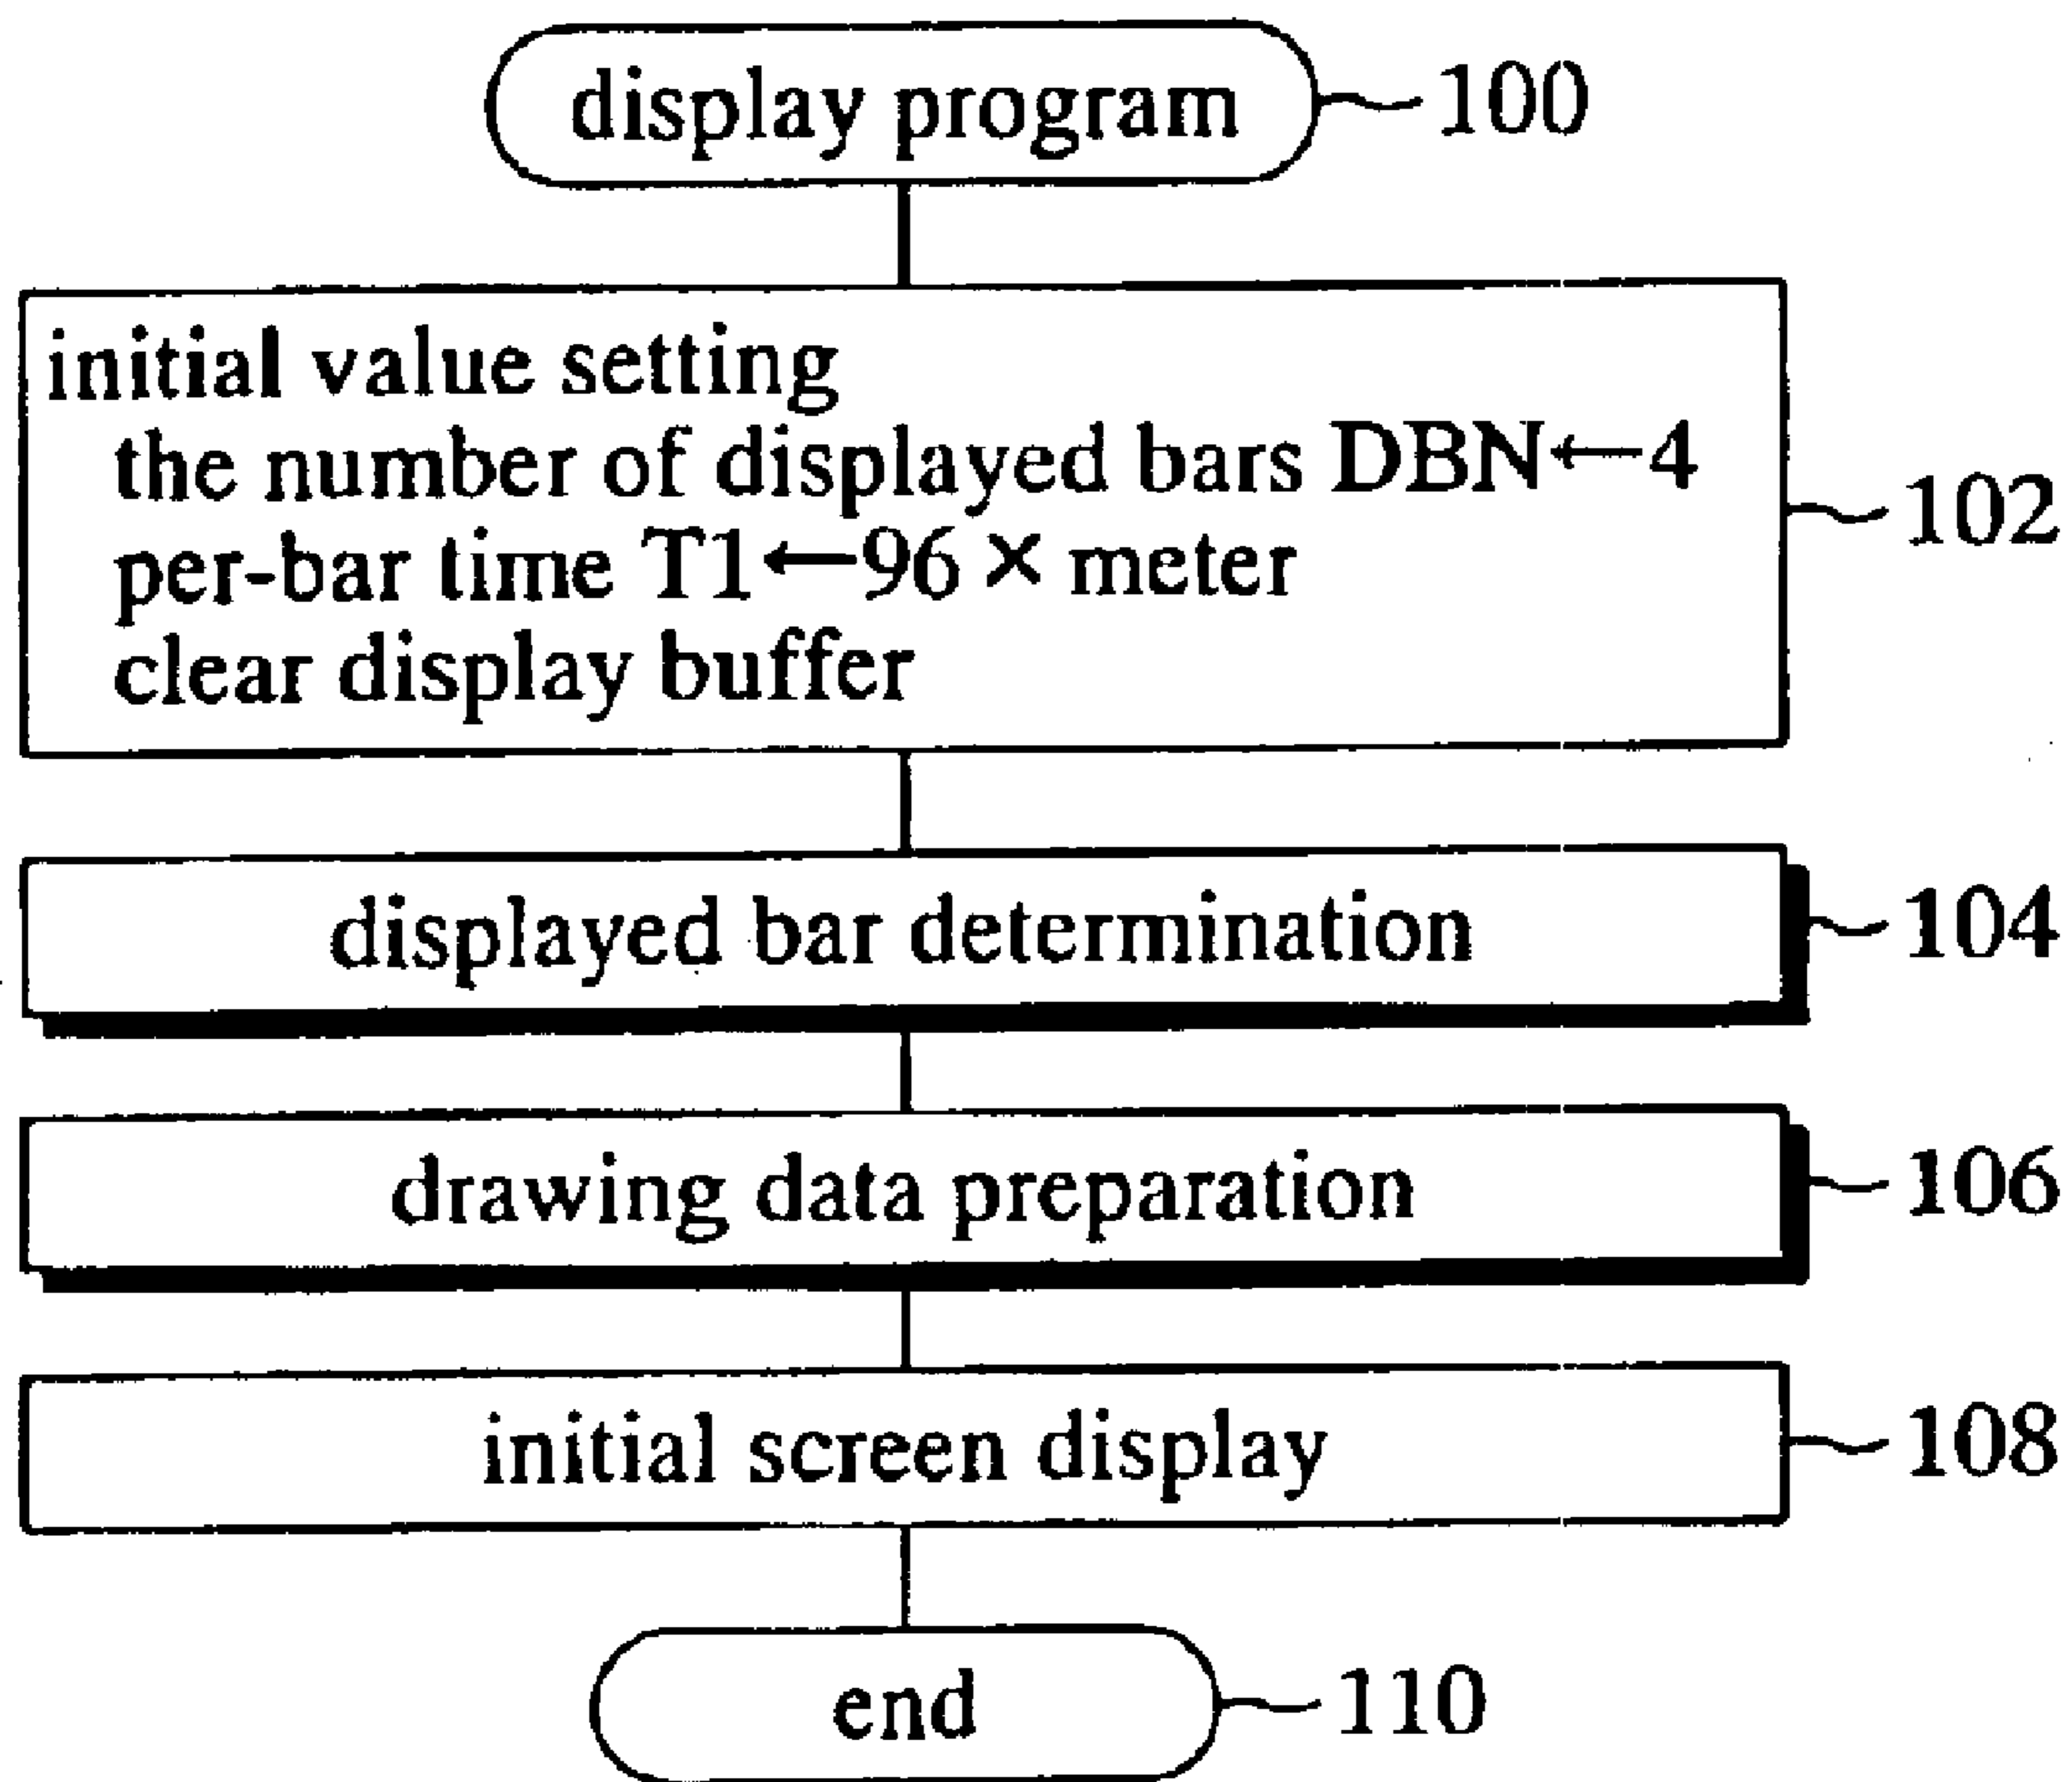 display program 100
initial value setting
the number of displayed bars DBN←4
per-bar time T1←96 × meter
clear display buffer
102
displayed bar determination 104
drawing data preparation 106
initial screen display 108
end 110